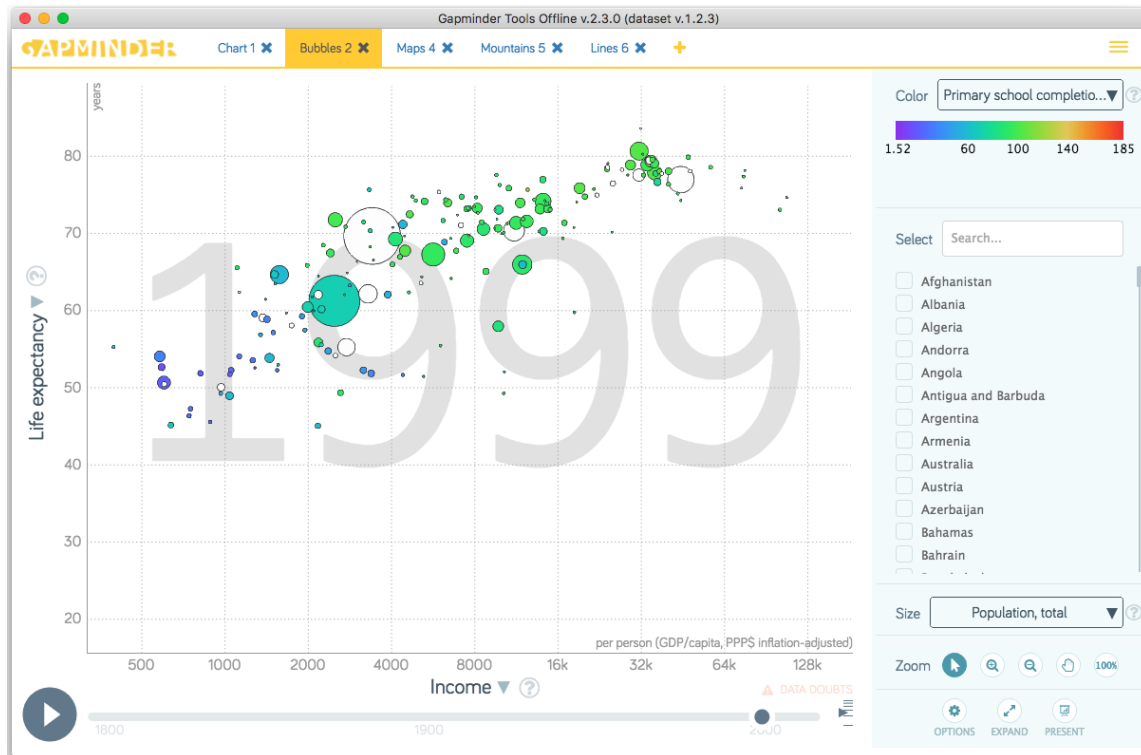 Gapminder Tools Offline v.2.3.0 (dataset v.1.2.3)
GAPMINDER
Chart 1 ✖ Bubbles 2 ✖ Maps 4 ✖ Mountains 5 ✖ Lines 6 ✖ +
years
80
70
60
50
40
30
20
Life expectancy ▼ ?
1999
per person (GDP/capita, PPP$ inflation-adjusted)
500 1000 2000 4000 8000 16k 32k 64k 128k
Income ▼ ?
DATA DOUBTS
1800 1900 2000
Color Primary school completio...▼ ?
1.52 60 100 140 185
Select Search...
Afghanistan
Albania
Algeria
Andorra
Angola
Antigua and Barbuda
Argentina
Armenia
Australia
Austria
Azerbaijan
Bahamas
Bahrain
Size Population, total ▼ ?
Zoom 100%
OPTIONS EXPAND PRESENT